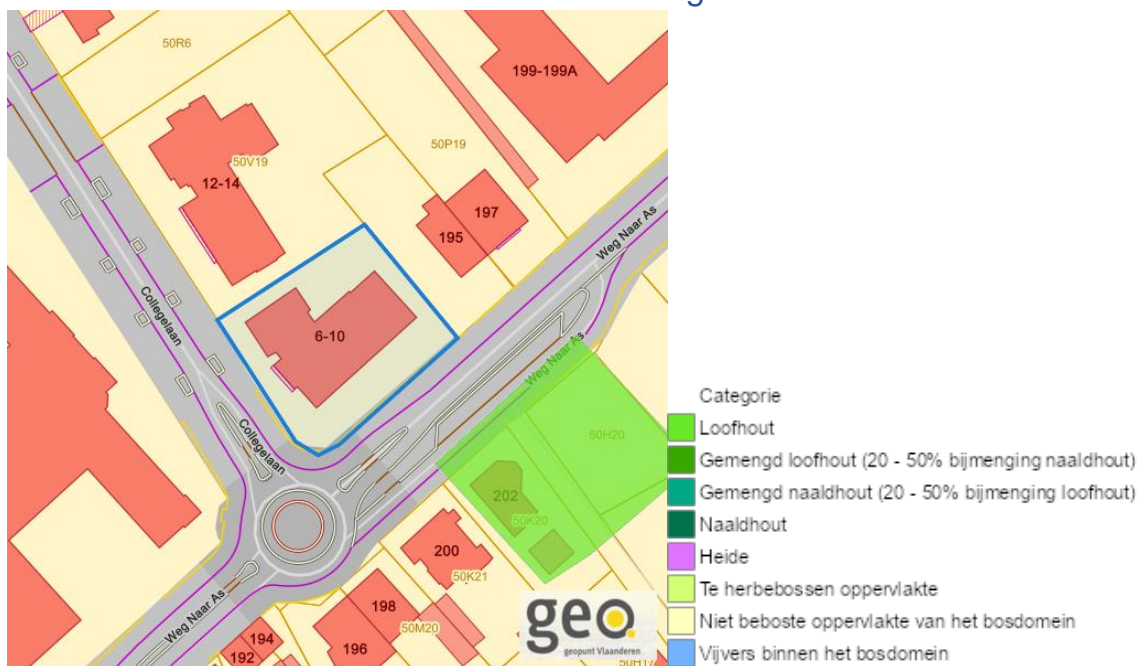 50R6
199-199A
50V19
50P19
12-14
197
195
Weg Naar As
Collegelaan
6-10
Weg Naar As
Collegelaan
50H20
202
50K20
200
50K21
198
50M20
196
194
192
Weg Naar As
geo
geopunt Vlaanderen
50H17
Categorie
Loofhout
Gemengd loofhout (20 - 50% bijmenging naaldhout)
Gemengd naaldhout (20 - 50% bijmenging loofhout)
Naaldhout
Heide
Te herbebossen oppervlakte
Niet beboste oppervlakte van het bosdomein
Vijvers binnen het bosdomein